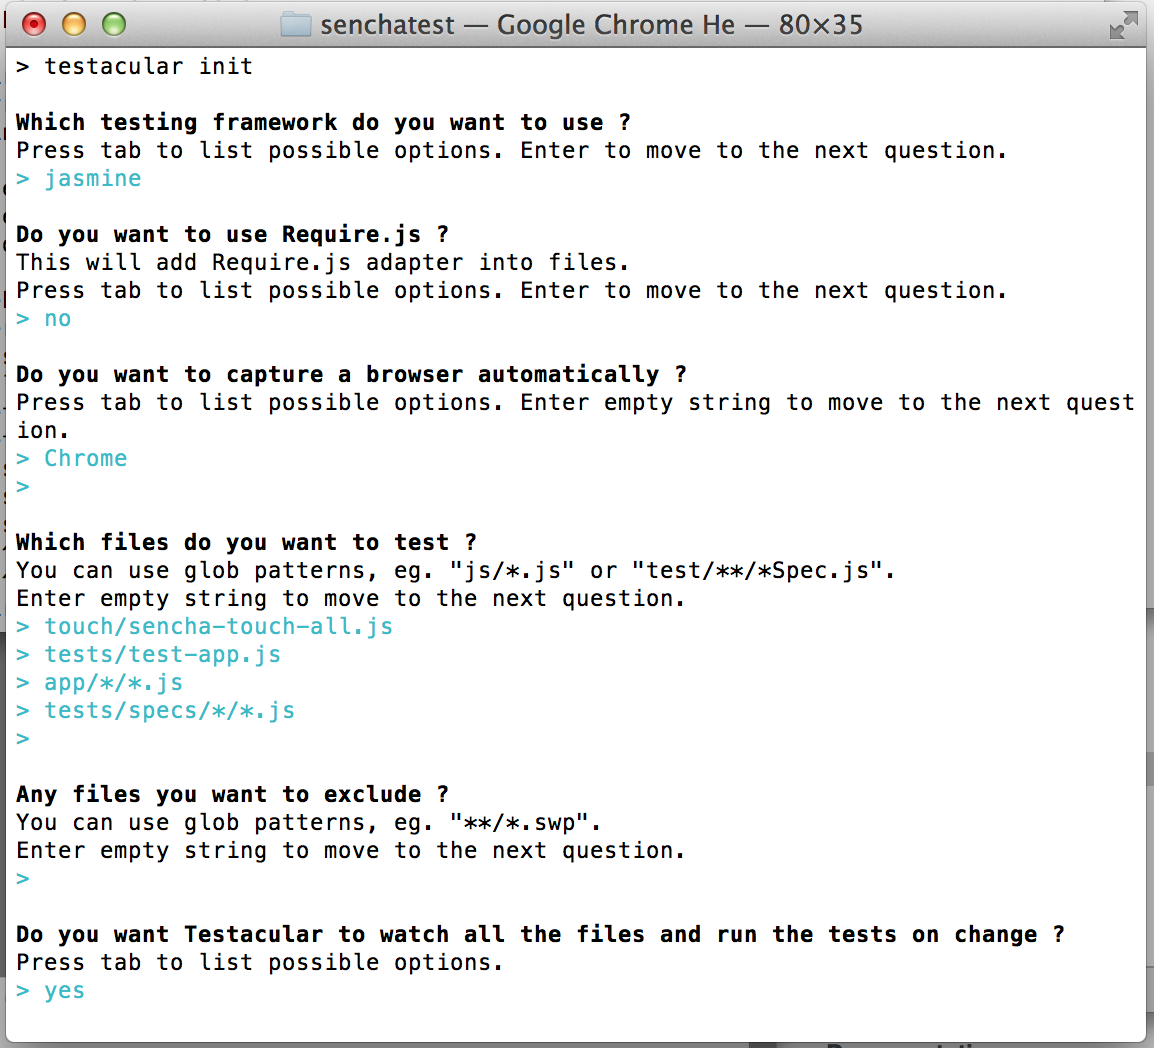 senchatest — Google Chrome He — 80×35
> testacular init
Which testing framework do you want to use ?
Press tab to list possible options. Enter to move to the next question.
> jasmine
Do you want to use Require.js ?
This will add Require.js adapter into files.
Press tab to list possible options. Enter to move to the next question.
> no
Do you want to capture a browser automatically ?
Press tab to list possible options. Enter empty string to move to the next quest
ion.
> Chrome
>
Which files do you want to test ?
You can use glob patterns, eg. "js/*.js" or "test/**/*Spec.js".
Enter empty string to move to the next question.
> touch/sencha-touch-all.js
> tests/test-app.js
> app/*/*.js
> tests/specs/*/*.js
>
Any files you want to exclude ?
You can use glob patterns, eg. "**/*.swp".
Enter empty string to move to the next question.
>
Do you want Testacular to watch all the files and run the tests on change ?
Press tab to list possible options.
> yes